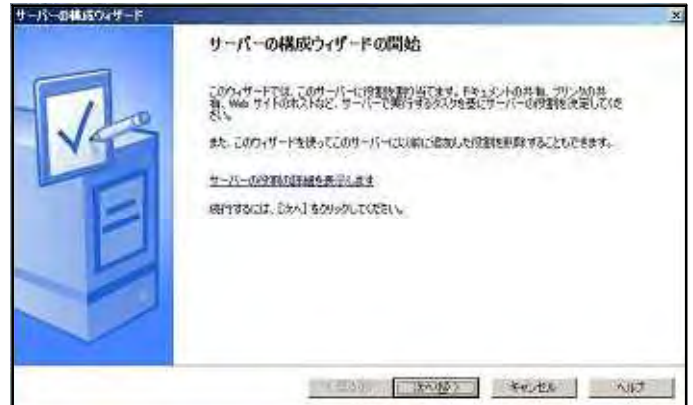 サーバーの構成ウィザード
サーバーの構成ウィザードの開始
このウィザードでは、このサーバーに役割を割り当てます。ドキュメントの共有、プリンタの共
有、Web サイトのホストなど、サーバーで実行するタスクを基にサーバーの役割を決定してくだ
さい。
また、このウィザードを使ってこのサーバーに以前に追加した役割を削除することもできます。
サーバーの役割の詳細を表示します
続行するには、[次へ] をクリックしてください。
次へ(N) >
キャンセル
ヘルプ